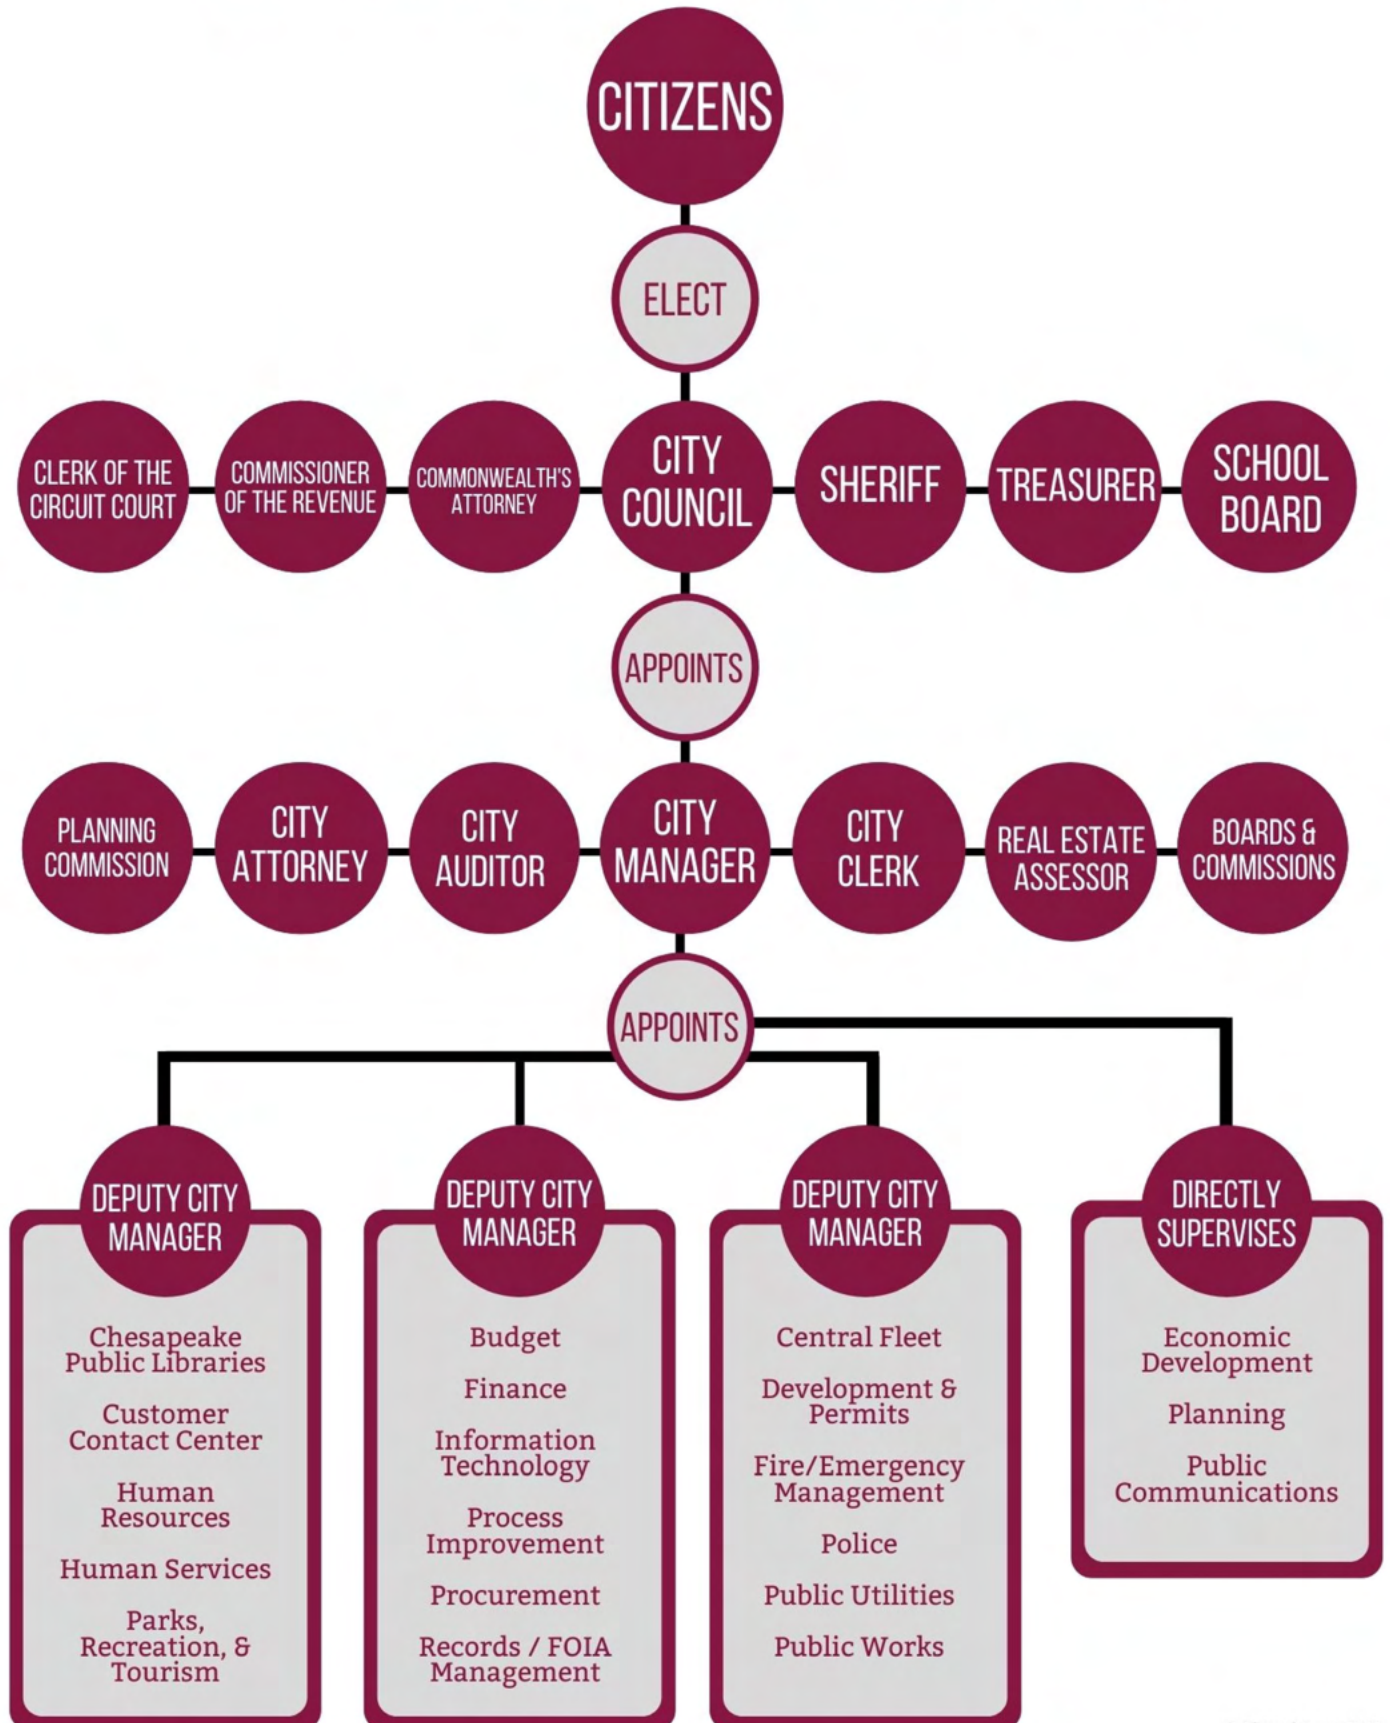 CITIZENS
ELECT
CLERK OF THE
CIRCUIT COURT
COMMISSIONER
OF THE REVENUE
COMMONWEALTH'S
ATTORNEY
CITY
COUNCIL
SHERIFF
TREASURER
SCHOOL
BOARD
APPOINTS
PLANNING
COMMISSION
CITY
ATTORNEY
CITY
AUDITOR
CITY
MANAGER
CITY
CLERK
REAL ESTATE
ASSESSOR
BOARDS &
COMMISSIONS
APPOINTS
DEPUTY CITY
MANAGER
Chesapeake
Public Libraries
Customer
Contact Center
Human
Resources
Human Services
Parks,
Recreation, &
Tourism
DEPUTY CITY
MANAGER
Budget
Finance
Information
Technology
Process
Improvement
Procurement
Records / FOIA
Management
DEPUTY CITY
MANAGER
Central Fleet
Development &
Permits
Fire/Emergency
Management
Police
Public Utilities
Public Works
DIRECTLY
SUPERVISES
Economic
Development
Planning
Public
Communications